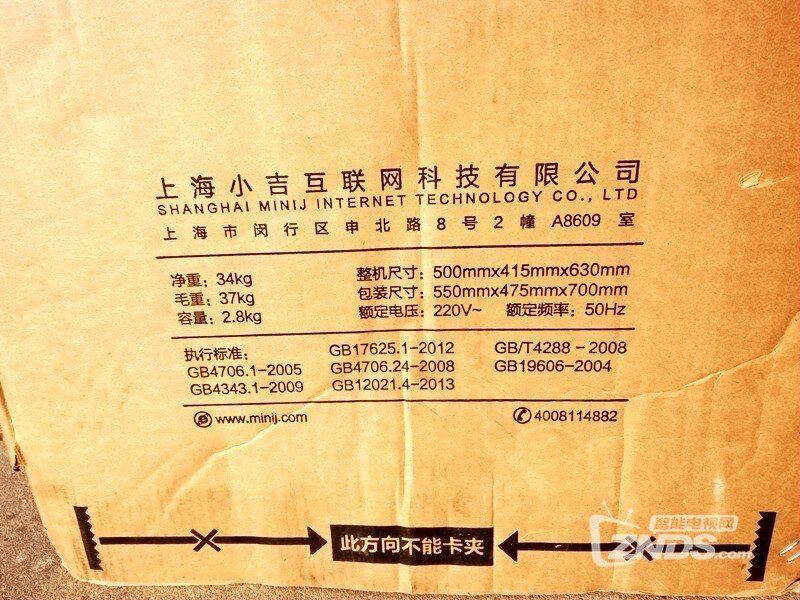 上海小吉互联网科技有限公司
SHANGHAI MINIJ INTERNET TECHNOLOGY CO., LTD
上海市闵行区申北路8号2幢 A8609 室
净重: 34kg 整机尺寸: 500mmx415mmx630mm
毛重: 37kg 包装尺寸: 550mmx475mmx700mm
容量: 2.8kg 额定电压: 220V~ 额定频率: 50Hz
执行标准: GB17625.1-2012 GB/T4288-2008
GB4706.1-2005 GB4706.24-2008 GB19606-2004
GB4343.1-2009 GB12021.4-2013
www.minij.com 4008114882
此方向不能卡夹
智能电视网
ZNDS.com